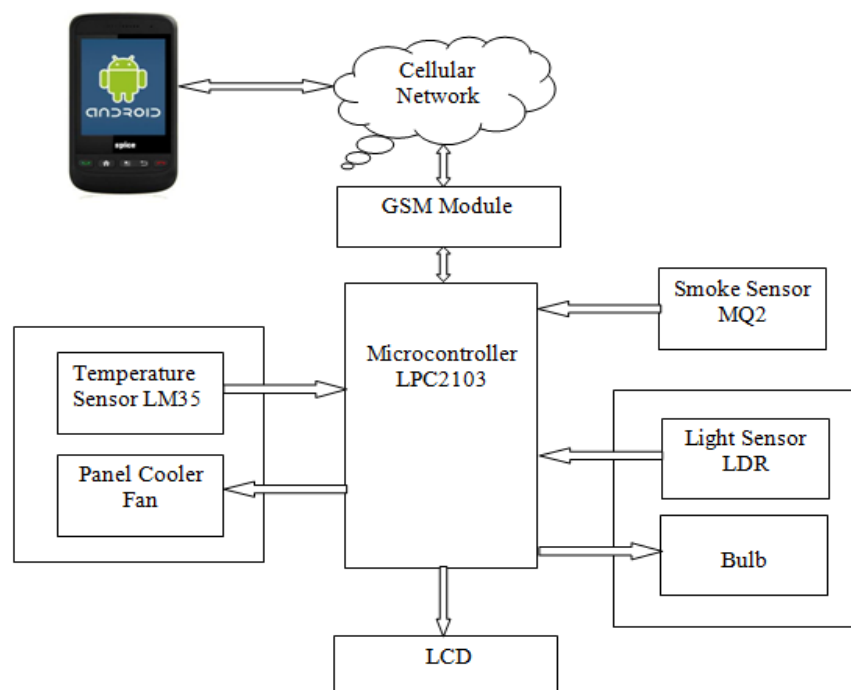 ANDROID
spice
Cellular
Network
GSM Module
Smoke Sensor
MQ2
Microcontroller
LPC2103
Temperature
Sensor LM35
Light Sensor
LDR
Panel Cooler
Fan
Bulb
LCD